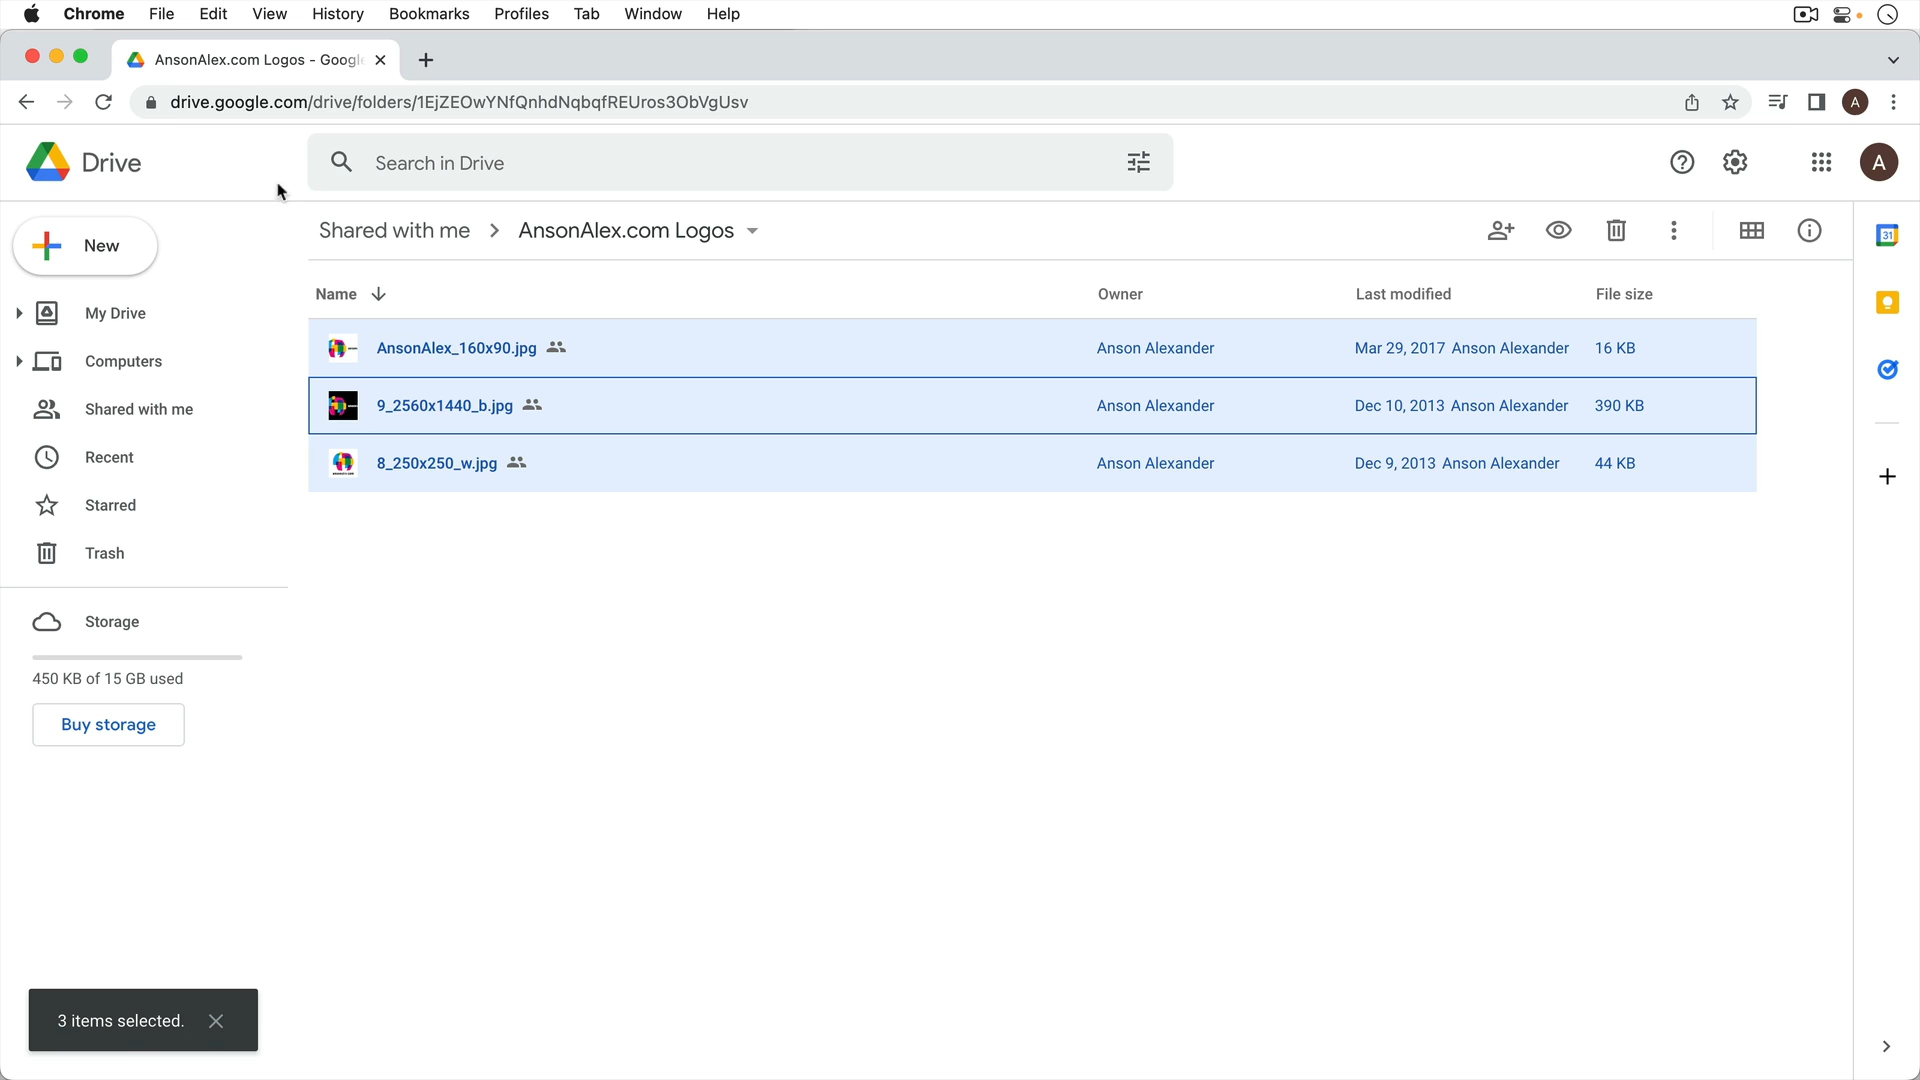 Chrome File Edit View History Bookmarks Profiles Tab Window Help
AnsonAlex.com Logos - Googl
drive.google.com/drive/folders/1EjZEOwYNfQnhdNqbqfREUros3ObVgUsv
A
Drive
Search in Drive
A
New
Shared with me > AnsonAlex.com Logos
31
Name Owner Last modified File size
My Drive
AnsonAlex_160x90.jpg Anson Alexander Mar 29, 2017 Anson Alexander 16 KB
Computers
9_2560x1440_b.jpg Anson Alexander Dec 10, 2013 Anson Alexander 390 KB
Shared with me
8_250x250_w.jpg Anson Alexander Dec 9, 2013 Anson Alexander 44 KB
Recent
Starred
Trash
Storage
450 KB of 15 GB used
Buy storage
3 items selected.